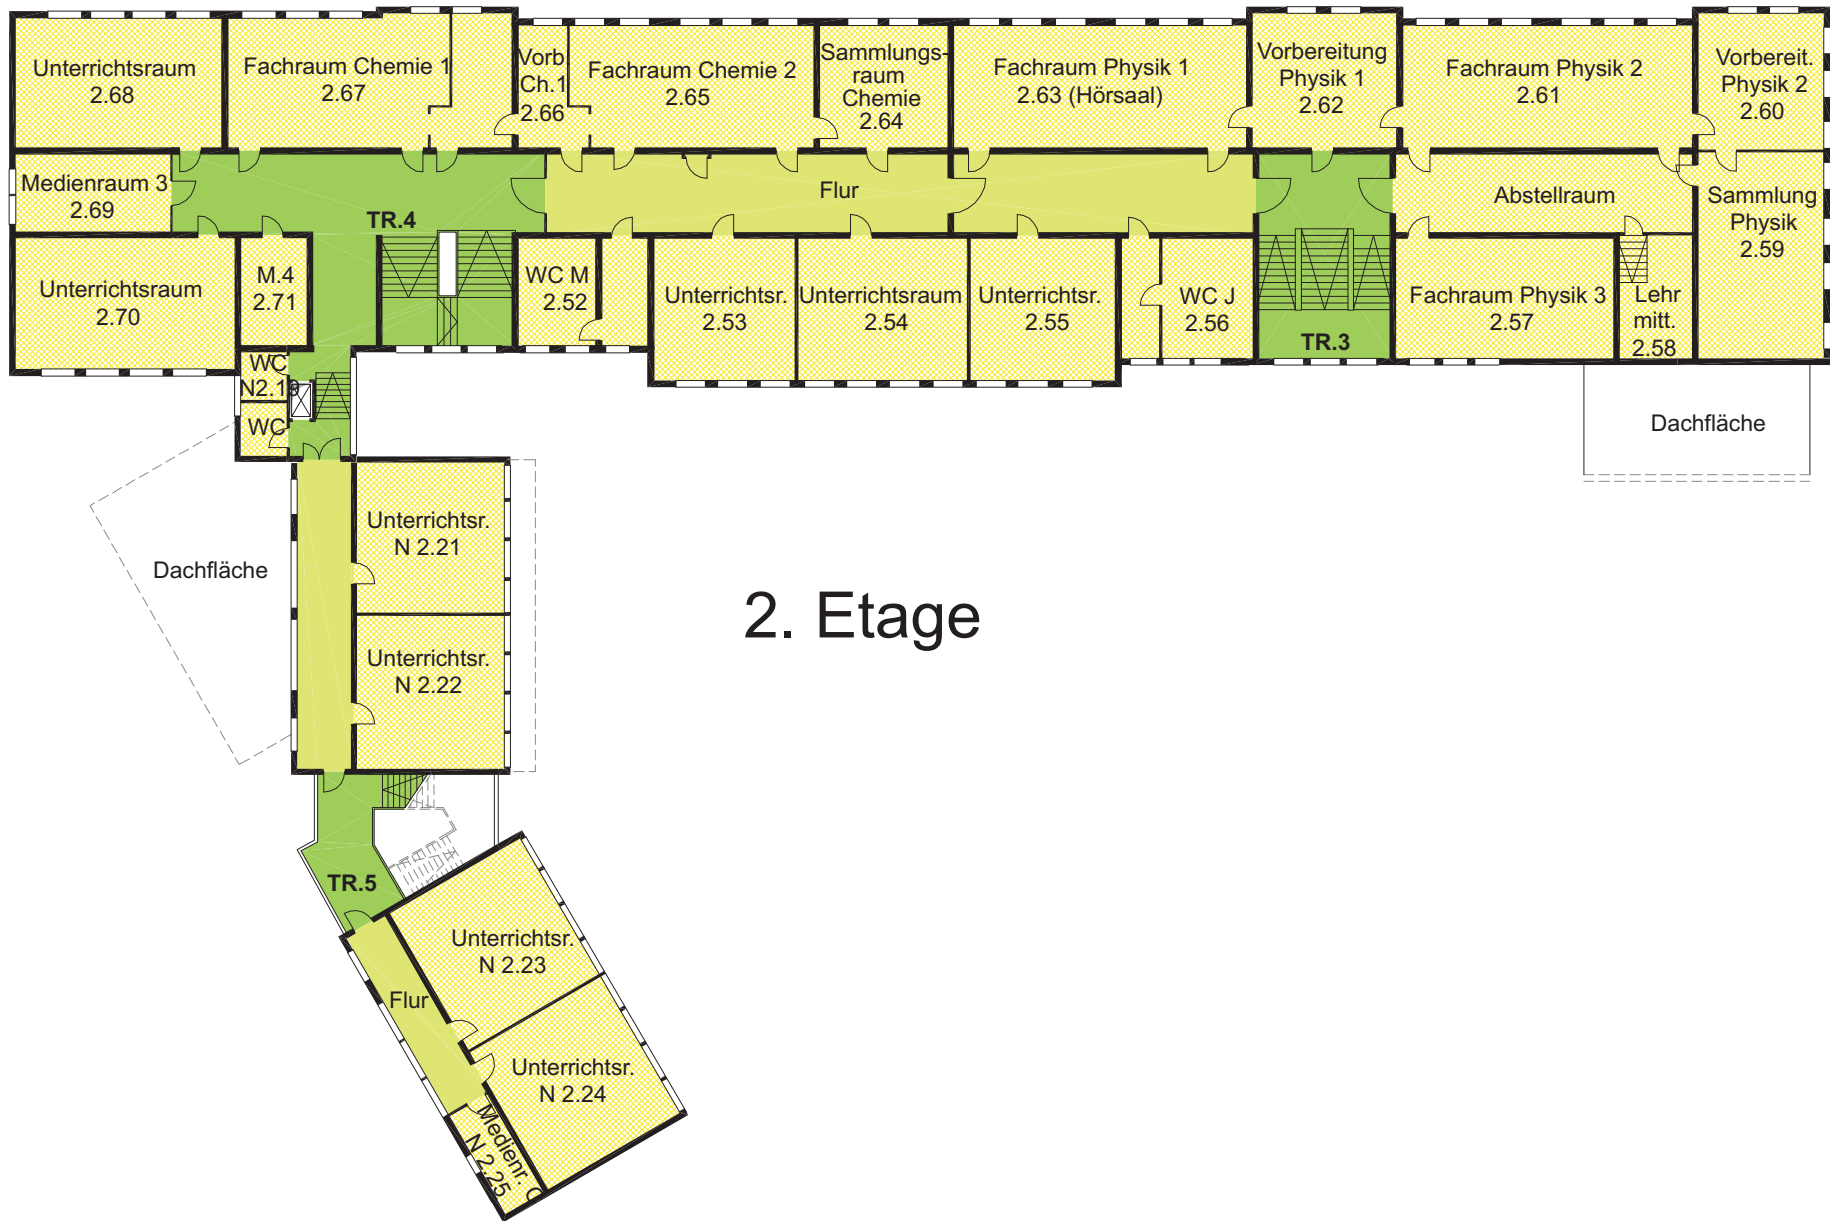 Unterrichtsraum
2.68
Fachraum Chemie 1
2.67
Vorb.
Ch.1
2.66
Fachraum Chemie 2
2.65
Sammlungs-
raum
Chemie
2.64
Fachraum Physik 1
2.63 (Hörsaal)
Vorbereitung
Physik 1
2.62
Fachraum Physik 2
2.61
Vorbereit.
Physik 2
2.60
Medienraum 3
2.69
TR.4
Flur
Abstellraum
Sammlung
Physik
2.59
Unterrichtsraum
2.70
M.4
2.71
WC M
2.52
Unterrichtsr.
2.53
Unterrichtsraum
2.54
Unterrichtsr.
2.55
WC J
2.56
TR.3
Fachraum Physik 3
2.57
Lehr
mitt.
2.58
WC
N2.19
WC
Dachfläche
Unterrichtsr.
N 2.21
Dachfläche
2. Etage
Unterrichtsr.
N 2.22
TR.5
Unterrichtsr.
N 2.23
Flur
Unterrichtsr.
N 2.24
Medienr.
N 2.25